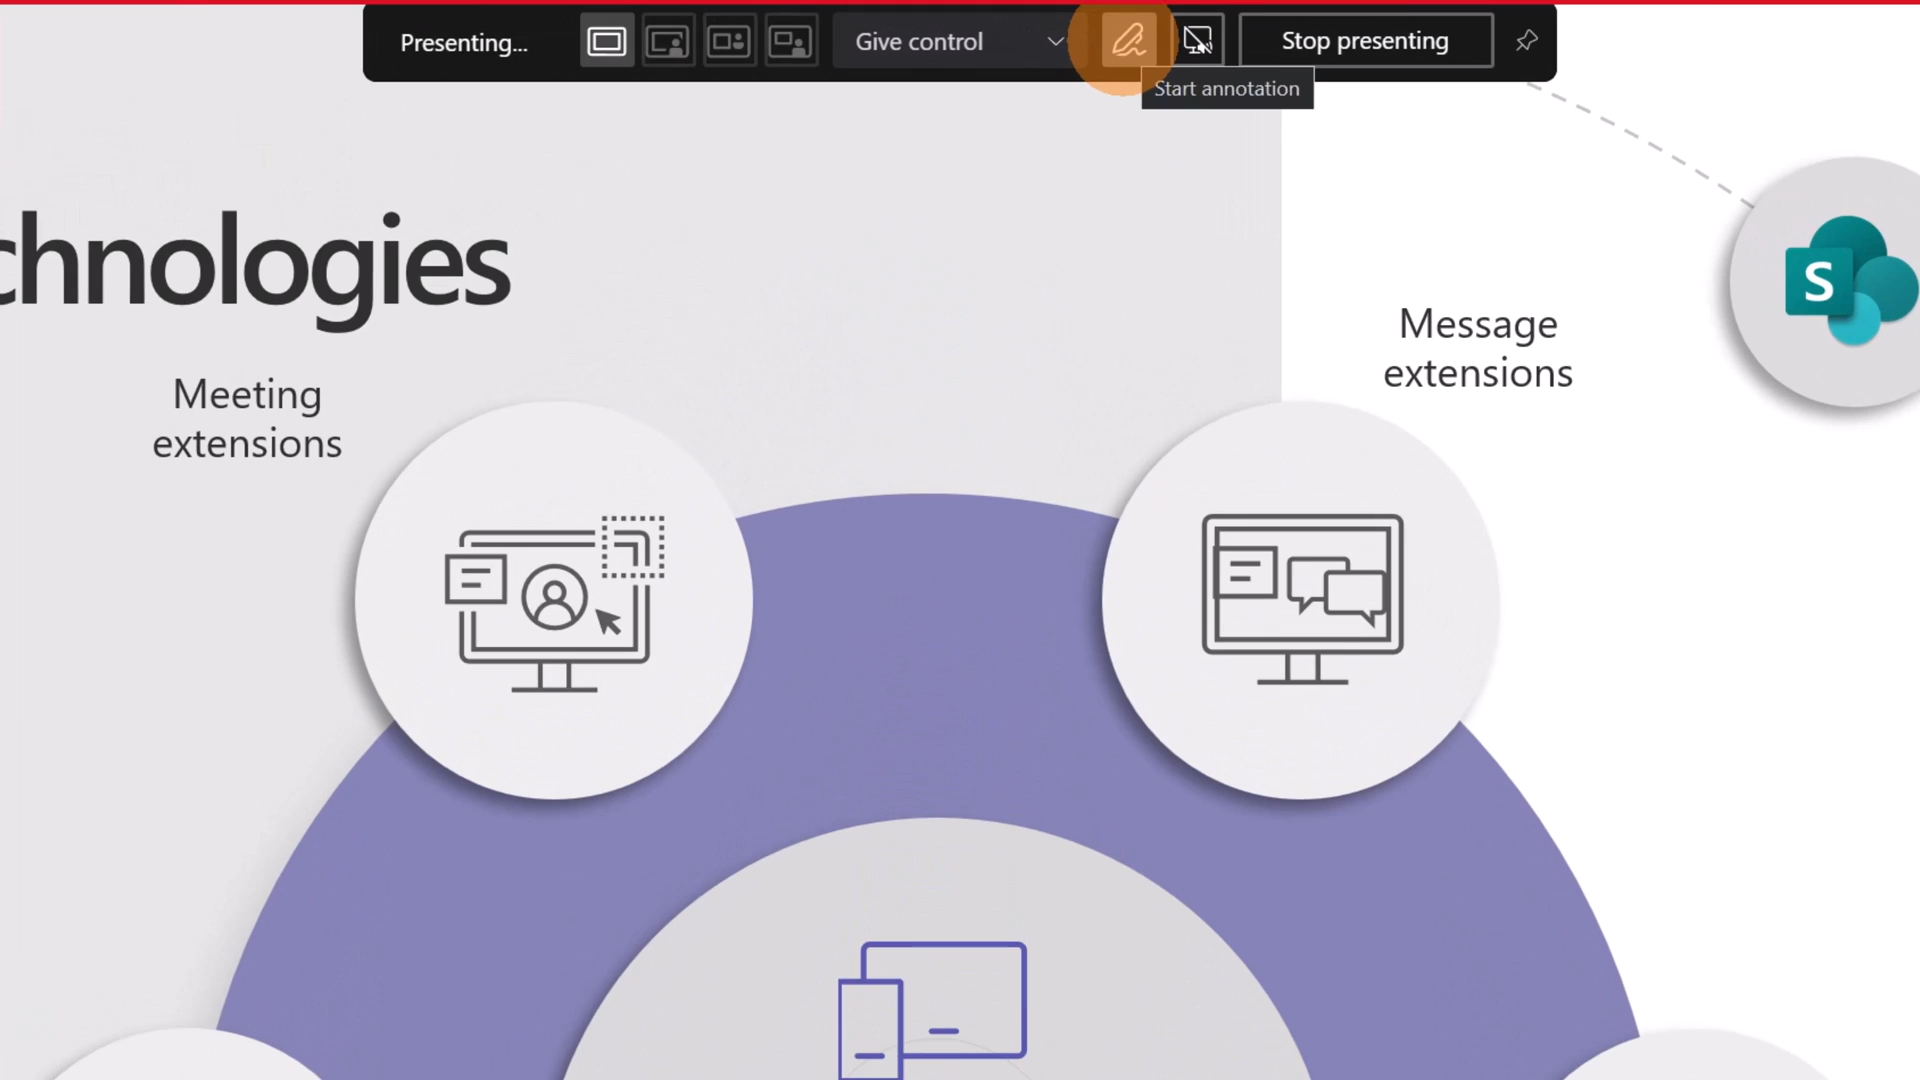 Presenting...
Give control
Stop presenting
Start annotation
chnologies
S
Message
extensions
Meeting
extensions